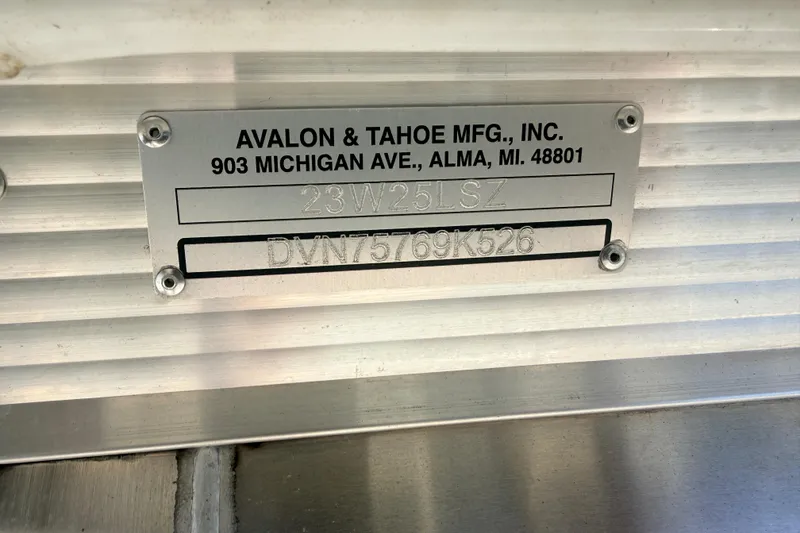 AVALON & TAHOE MFG., INC.
903 MICHIGAN AVE., ALMA, MI. 48801
23W25LSZ
DVN75769K526